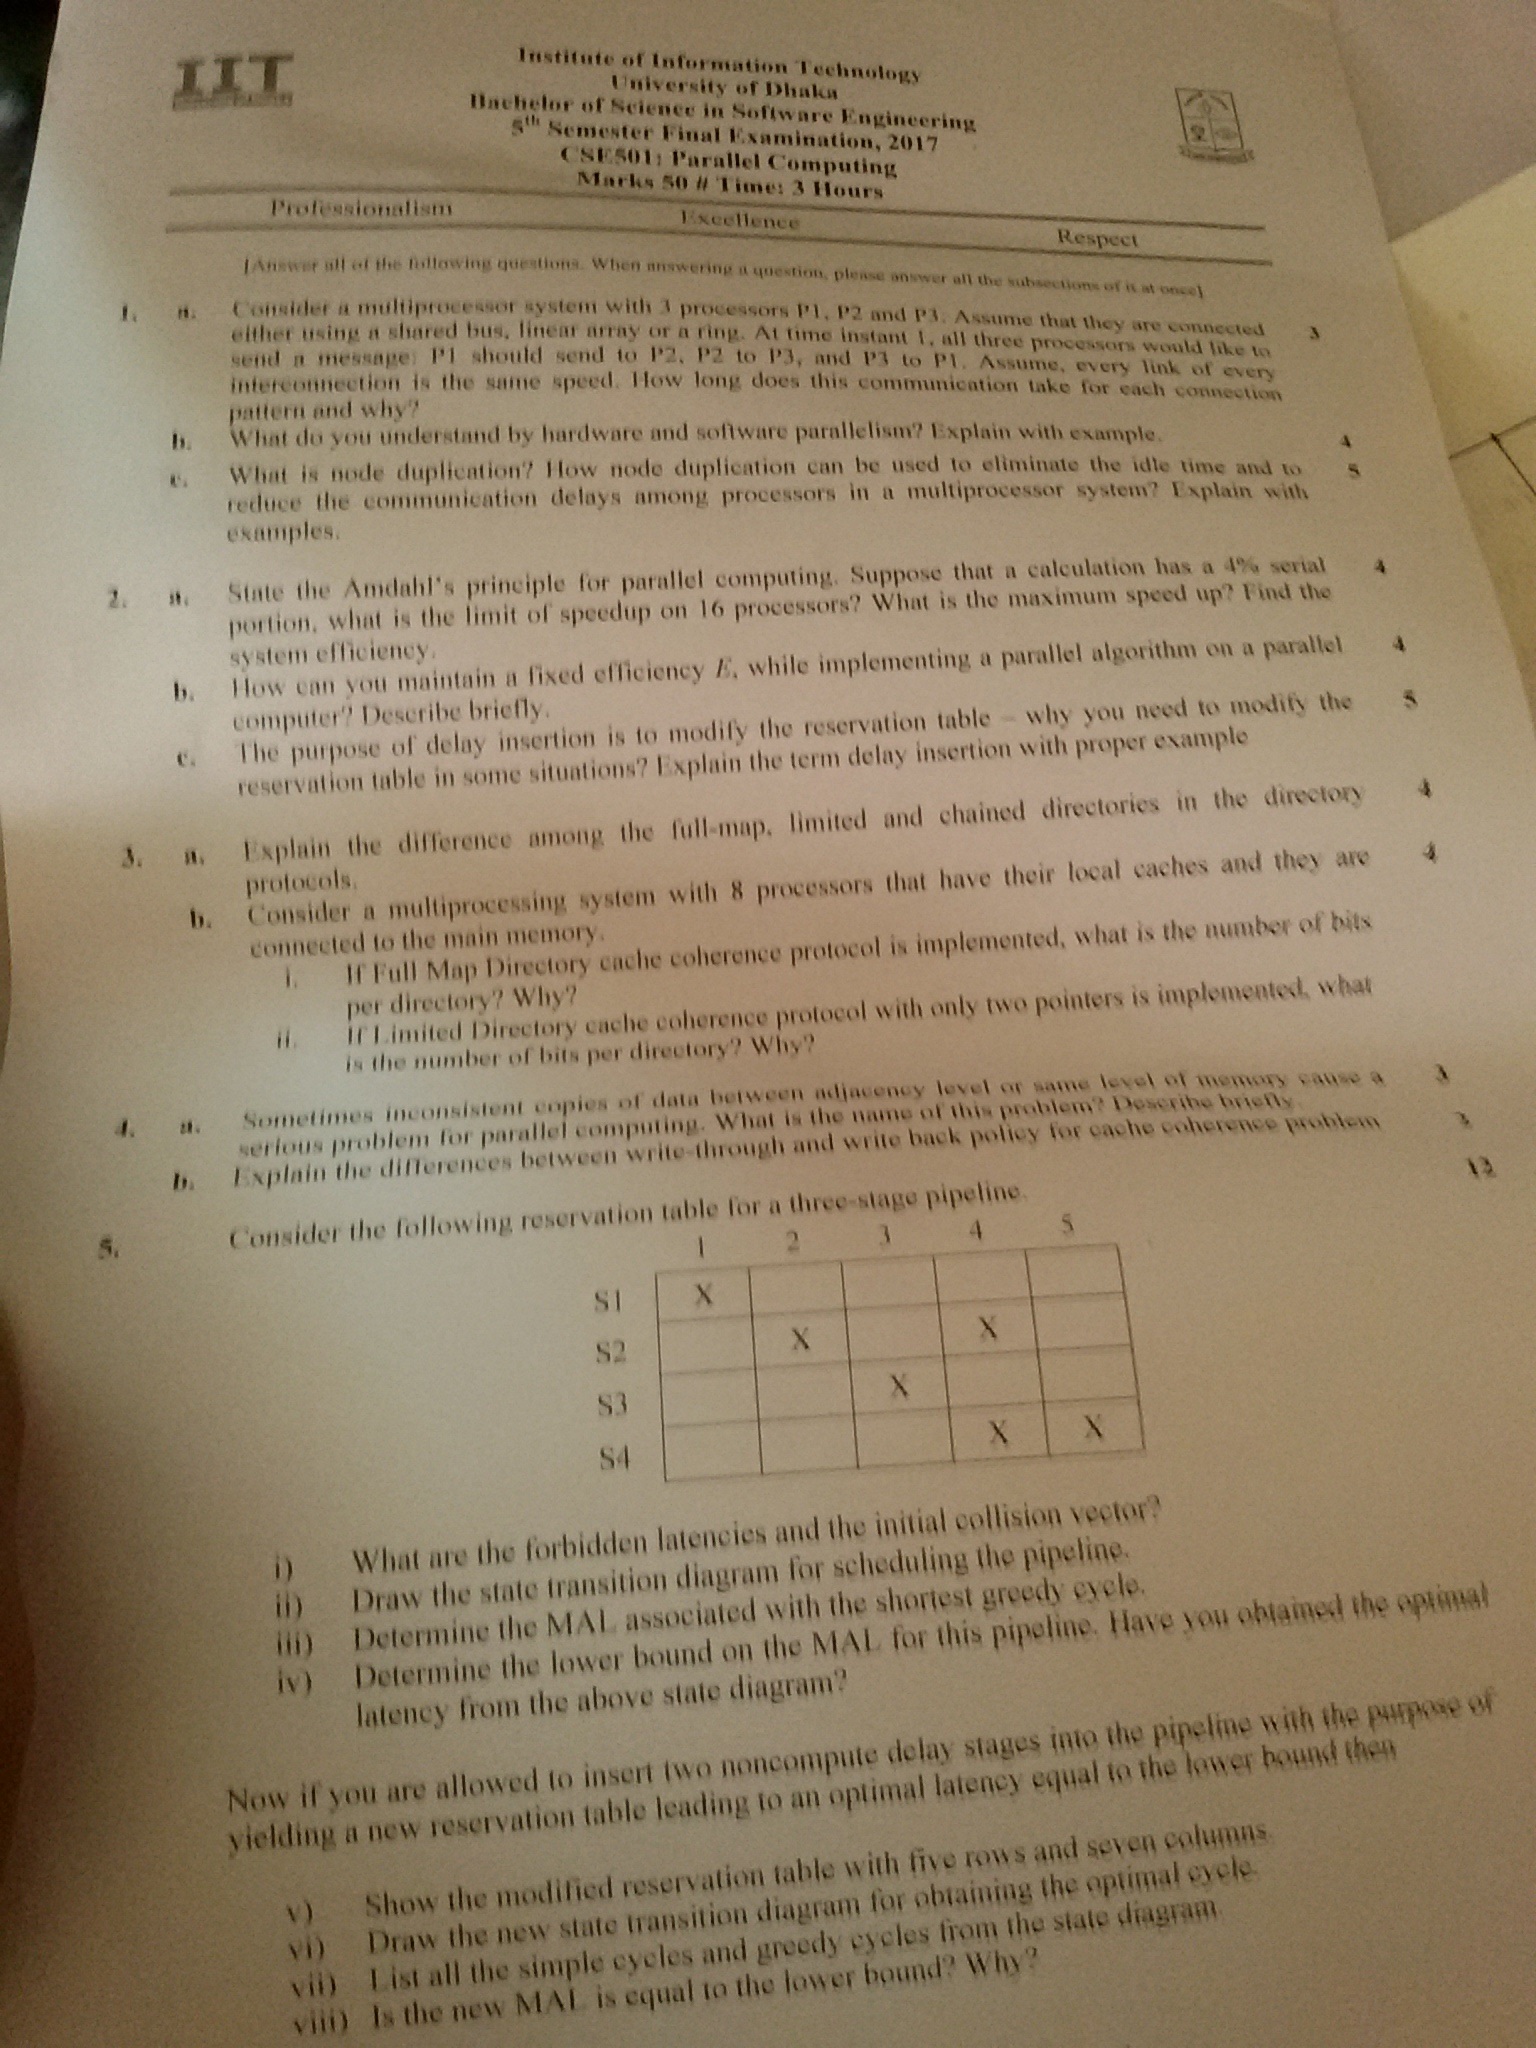 IIT
Institute of Information Technology
University of Dhaka
Bachelor of Science in Software Engineering
5th Semester Final Examination, 2017
CSE501: Parallel Computing
Marks 50 # Time: 3 Hours
Professionalism Excellence Respect
[Answer all of the following questions. When answering a question, please answer all the subsections of it at once]
1. a. Consider a multiprocessor system with 3 processors P1, P2 and P3. Assume that they are connected 3
either using a shared bus, linear array or a ring. At time instant 1, all three processors would like to
send a message: P1 should send to P2, P2 to P3, and P3 to P1. Assume, every link of every
interconnection is the same speed. How long does this communication take for each connection
pattern and why?
b. What do you understand by hardware and software parallelism? Explain with example. 4
c. What is node duplication? How node duplication can be used to eliminate the idle time and to 5
reduce the communication delays among processors in a multiprocessor system? Explain with
examples.
2. a. State the Amdahl's principle for parallel computing. Suppose that a calculation has a 4% serial 4
portion, what is the limit of speedup on 16 processors? What is the maximum speed up? Find the
system efficiency.
b. How can you maintain a fixed efficiency E, while implementing a parallel algorithm on a parallel 4
computer? Describe briefly.
c. The purpose of delay insertion is to modify the reservation table – why you need to modify the 5
reservation table in some situations? Explain the term delay insertion with proper example
3. a. Explain the difference among the full-map, limited and chained directories in the directory 4
protocols.
b. Consider a multiprocessing system with 8 processors that have their local caches and they are 4
connected to the main memory.
i. If Full Map Directory cache coherence protocol is implemented, what is the number of bits
per directory? Why?
ii. If Limited Directory cache coherence protocol with only two pointers is implemented, what
is the number of bits per directory? Why?
4. a. Sometimes inconsistent copies of data between adjacency level or same level of memory cause a 3
serious problem for parallel computing. What is the name of this problem? Describe briefly.
b. Explain the differences between write-through and write back policy for cache coherence problem 2
5. Consider the following reservation table for a three-stage pipeline. 12
1 2 3 4 5
S1 X
S2 X X
S3 X
S4 X X
i) What are the forbidden latencies and the initial collision vector?
ii) Draw the state transition diagram for scheduling the pipeline.
iii) Determine the MAL associated with the shortest greedy cycle.
iv) Determine the lower bound on the MAL for this pipeline. Have you obtained the optimal
latency from the above state diagram?
Now if you are allowed to insert two noncompute delay stages into the pipeline with the purpose of
yielding a new reservation table leading to an optimal latency equal to the lower bound then
v) Show the modified reservation table with five rows and seven columns.
vi) Draw the new state transition diagram for obtaining the optimal cycle.
vii) List all the simple cycles and greedy cycles from the state diagram.
viii) Is the new MAL is equal to the lower bound? Why?